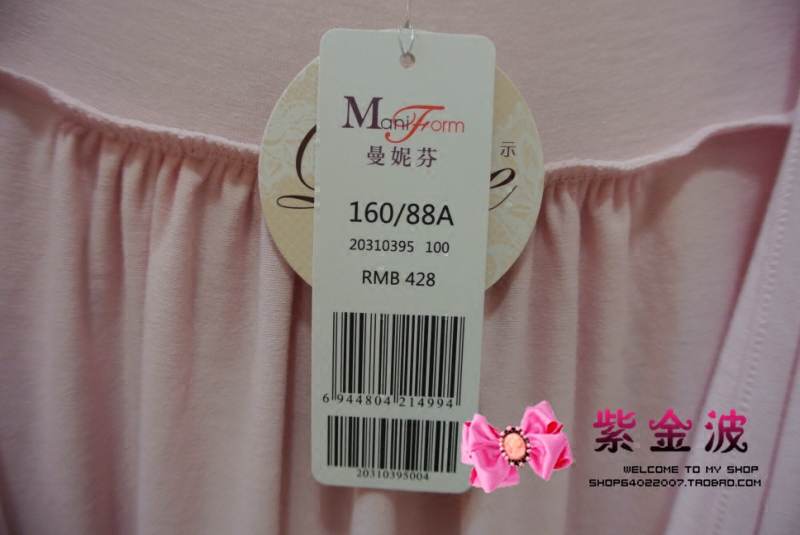 ManiForm
曼妮芬
示
160/88A
20310395 100
RMB 428
6 944804 214994
20310395004
紫金波
WELCOME TO MY SHOP
SHOP64022007.TAOBAO.COM